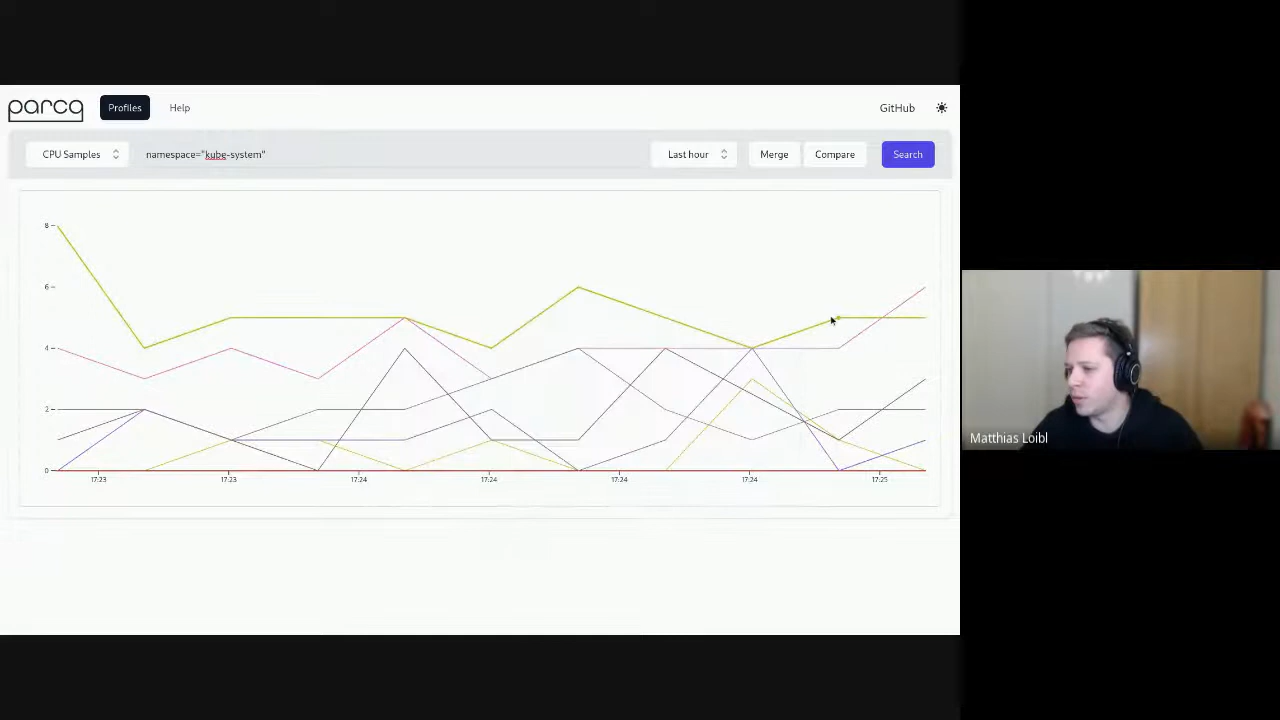 parca
Profiles
Help
GitHub
CPU Samples
namespace="kube-system"
Last hour
Merge
Compare
Search
8
6
4
2
0
17:23
17:23
17:24
17:24
17:24
17:24
17:25
Matthias Loibl